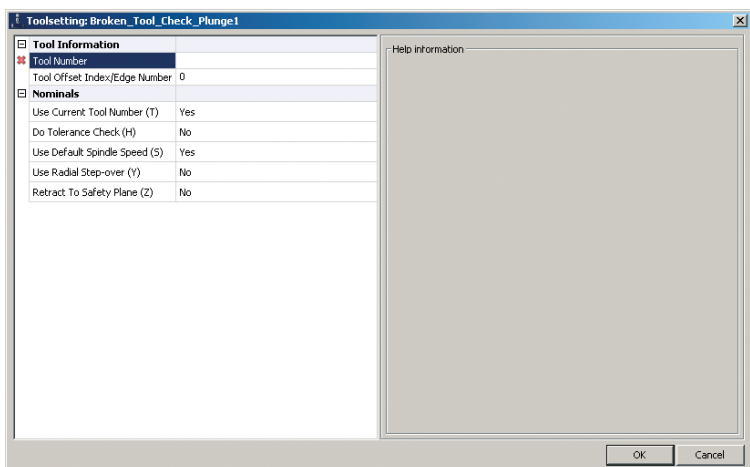 Toolsetting: Broken_Tool_Check_Plunge1
Tool Information
Tool Number
Tool Offset Index/Edge Number 0
Nominals
Use Current Tool Number (T) Yes
Do Tolerance Check (H) No
Use Default Spindle Speed (S) Yes
Use Radial Step-over (Y) No
Retract To Safety Plane (Z) No
Help information
OK Cancel